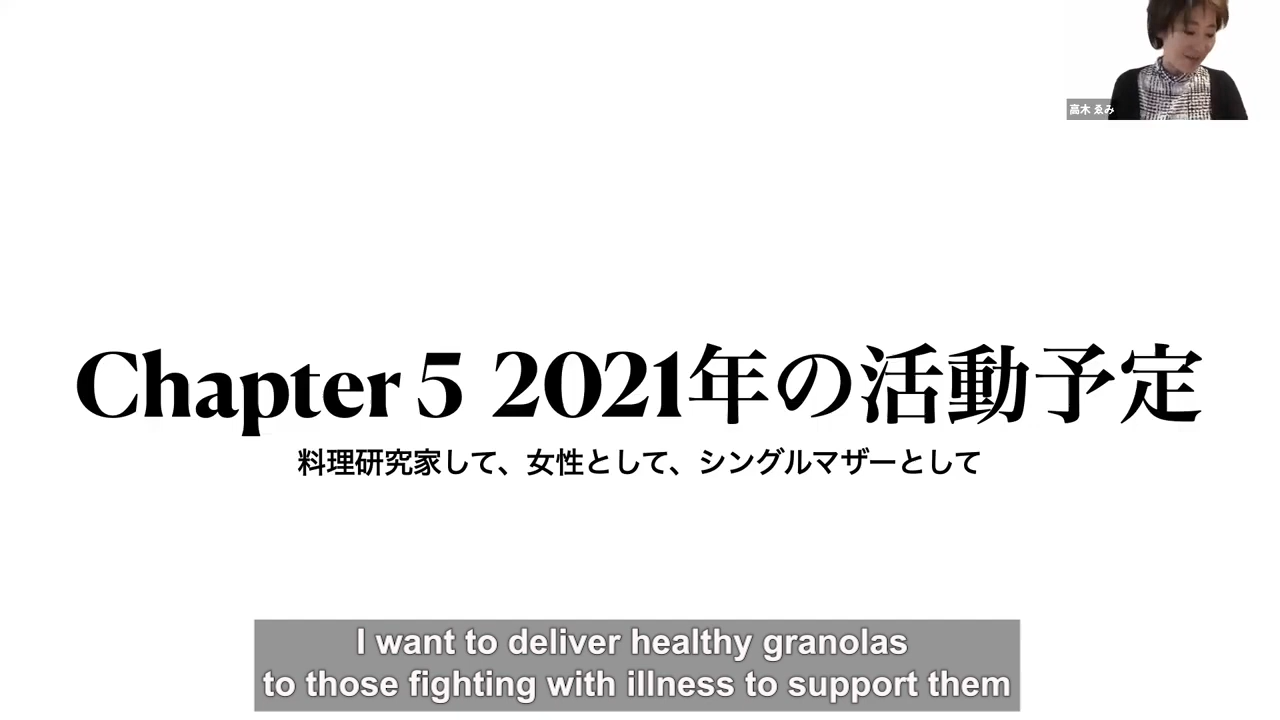 高木 ゑみ
Chapter 5 2021年の活動予定
料理研究家して、女性として、シングルマザーとして
I want to deliver healthy granolas
to those fighting with illness to support them